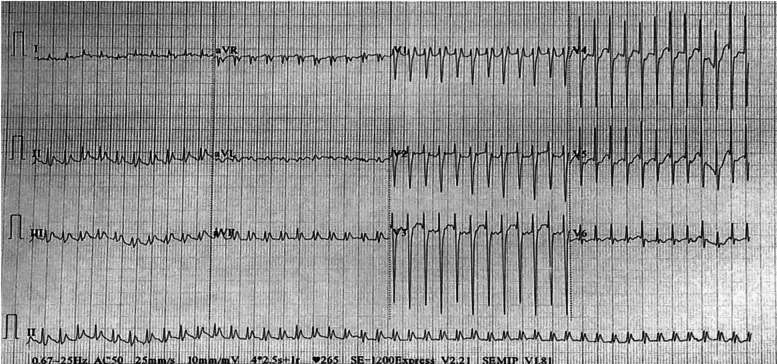 I aVR V1 V4
II aVL V2 V5
III aVF V3 V6
II
0.67~25Hz AC50 25mm/s 10mm/mV 4*2.5s+1r ♥265 SE-1200Express V2.21 SEMIP V1.81